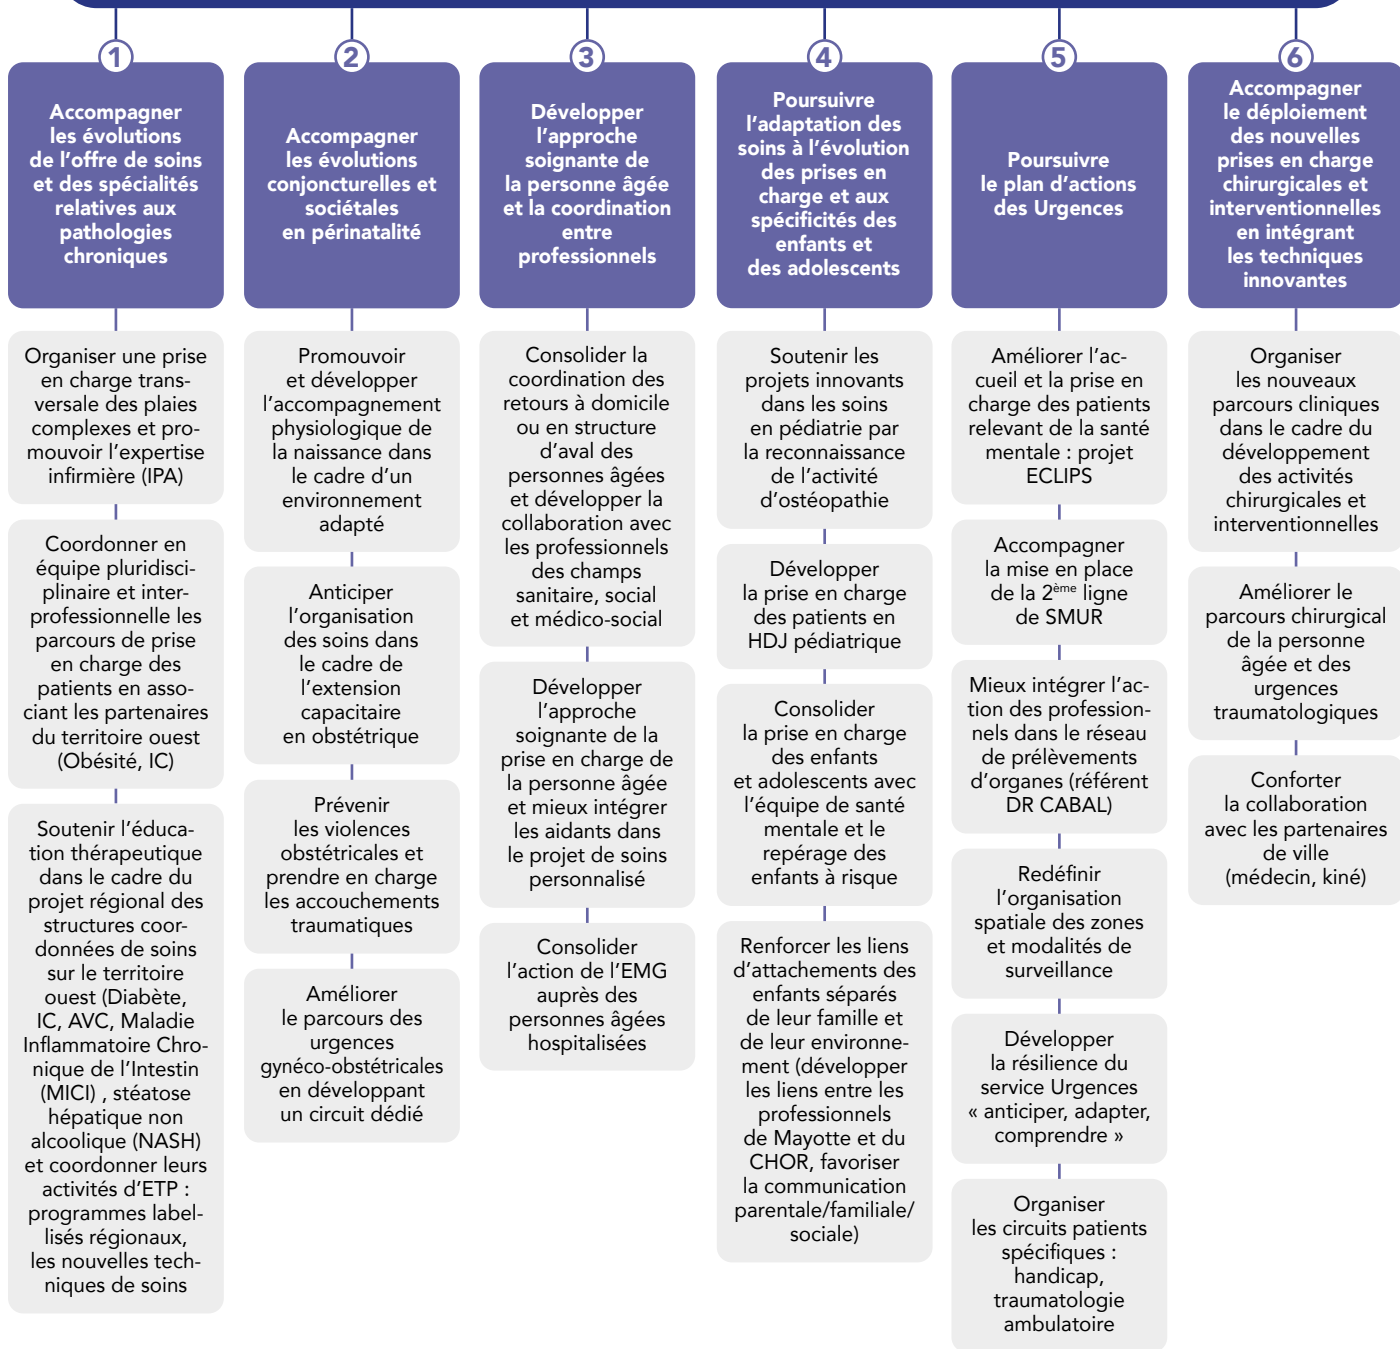 1
Accompagner
les évolutions
de l'offre de soins
et des spécialités
relatives aux
pathologies
chroniques
Organiser une prise
en charge trans-
versale des plaies
complexes et pro-
mouvoir l'expertise
infirmière (IPA)
Coordonner en
équipe pluridisci-
plinaire et inter-
professionnelle les
parcours de prise
en charge des
patients en asso-
ciant les partenaires
du territoire ouest
(Obésité, IC)
Soutenir l'éduca-
tion thérapeutique
dans le cadre du
projet régional des
structures coor-
données de soins
sur le territoire
ouest (Diabète,
IC, AVC, Maladie
Inflammatoire Chro-
nique de l'Intestin
(MICI) , stéatose
hépatique non
alcoolique (NASH)
et coordonner leurs
activités d'ETP :
programmes label-
lisés régionaux,
les nouvelles tech-
niques de soins
2
Accompagner
les évolutions
conjoncturelles et
sociétales
en périnatalité
Promouvoir
et développer
l'accompagnement
physiologique de
la naissance dans
le cadre d'un
environnement
adapté
Anticiper
l'organisation
des soins dans
le cadre de
l'extension
capacitaire
en obstétrique
Prévenir
les violences
obstétricales et
prendre en charge
les accouchements
traumatiques
Améliorer
le parcours des
urgences
gynéco-obstétricales
en développant
un circuit dédié
3
Développer
l'approche
soignante de
la personne âgée
et la coordination
entre
professionnels
Consolider la
coordination des
retours à domicile
ou en structure
d'aval des
personnes âgées
et développer la
collaboration avec
les professionnels
des champs
sanitaire, social
et médico-social
Développer
l'approche
soignante de la
prise en charge de
la personne âgée
et mieux intégrer
les aidants dans
le projet de soins
personnalisé
Consolider
l'action de l'EMG
auprès des
personnes âgées
hospitalisées
4
Poursuivre
l'adaptation des
soins à l'évolution
des prises en
charge et aux
spécificités des
enfants et
des adolescents
Soutenir les
projets innovants
dans les soins
en pédiatrie par
la reconnaissance
de l'activité
d'ostéopathie
Développer
la prise en charge
des patients en
HDJ pédiatrique
Consolider
la prise en charge
des enfants
et adolescents avec
l'équipe de santé
mentale et le
repérage des
enfants à risque
Renforcer les liens
d'attachements des
enfants séparés
de leur famille et
de leur environne-
ment (développer
les liens entre les
professionnels
de Mayotte et du
CHOR, favoriser
la communication
parentale/familiale/
sociale)
5
Poursuivre
le plan d'actions
des Urgences
Améliorer l'ac-
cueil et la prise en
charge des patients
relevant de la santé
mentale : projet
ECLIPS
Accompagner
la mise en place
de la 2ème ligne
de SMUR
Mieux intégrer l'ac-
tion des profession-
nels dans le réseau
de prélèvements
d'organes (référent
DR CABAL)
Redéfinir
l'organisation
spatiale des zones
et modalités de
surveillance
Développer
la résilience du
service Urgences
« anticiper, adapter,
comprendre »
Organiser
les circuits patients
spécifiques :
handicap,
traumatologie
ambulatoire
6
Accompagner
le déploiement
des nouvelles
prises en charge
chirurgicales et
interventionnelles
en intégrant
les techniques
innovantes
Organiser
les nouveaux
parcours cliniques
dans le cadre du
développement
des activités
chirurgicales et
interventionnelles
Améliorer le
parcours chirurgical
de la personne
âgée et des
urgences
traumatologiques
Conforter
la collaboration
avec les partenaires
de ville
(médecin, kiné)